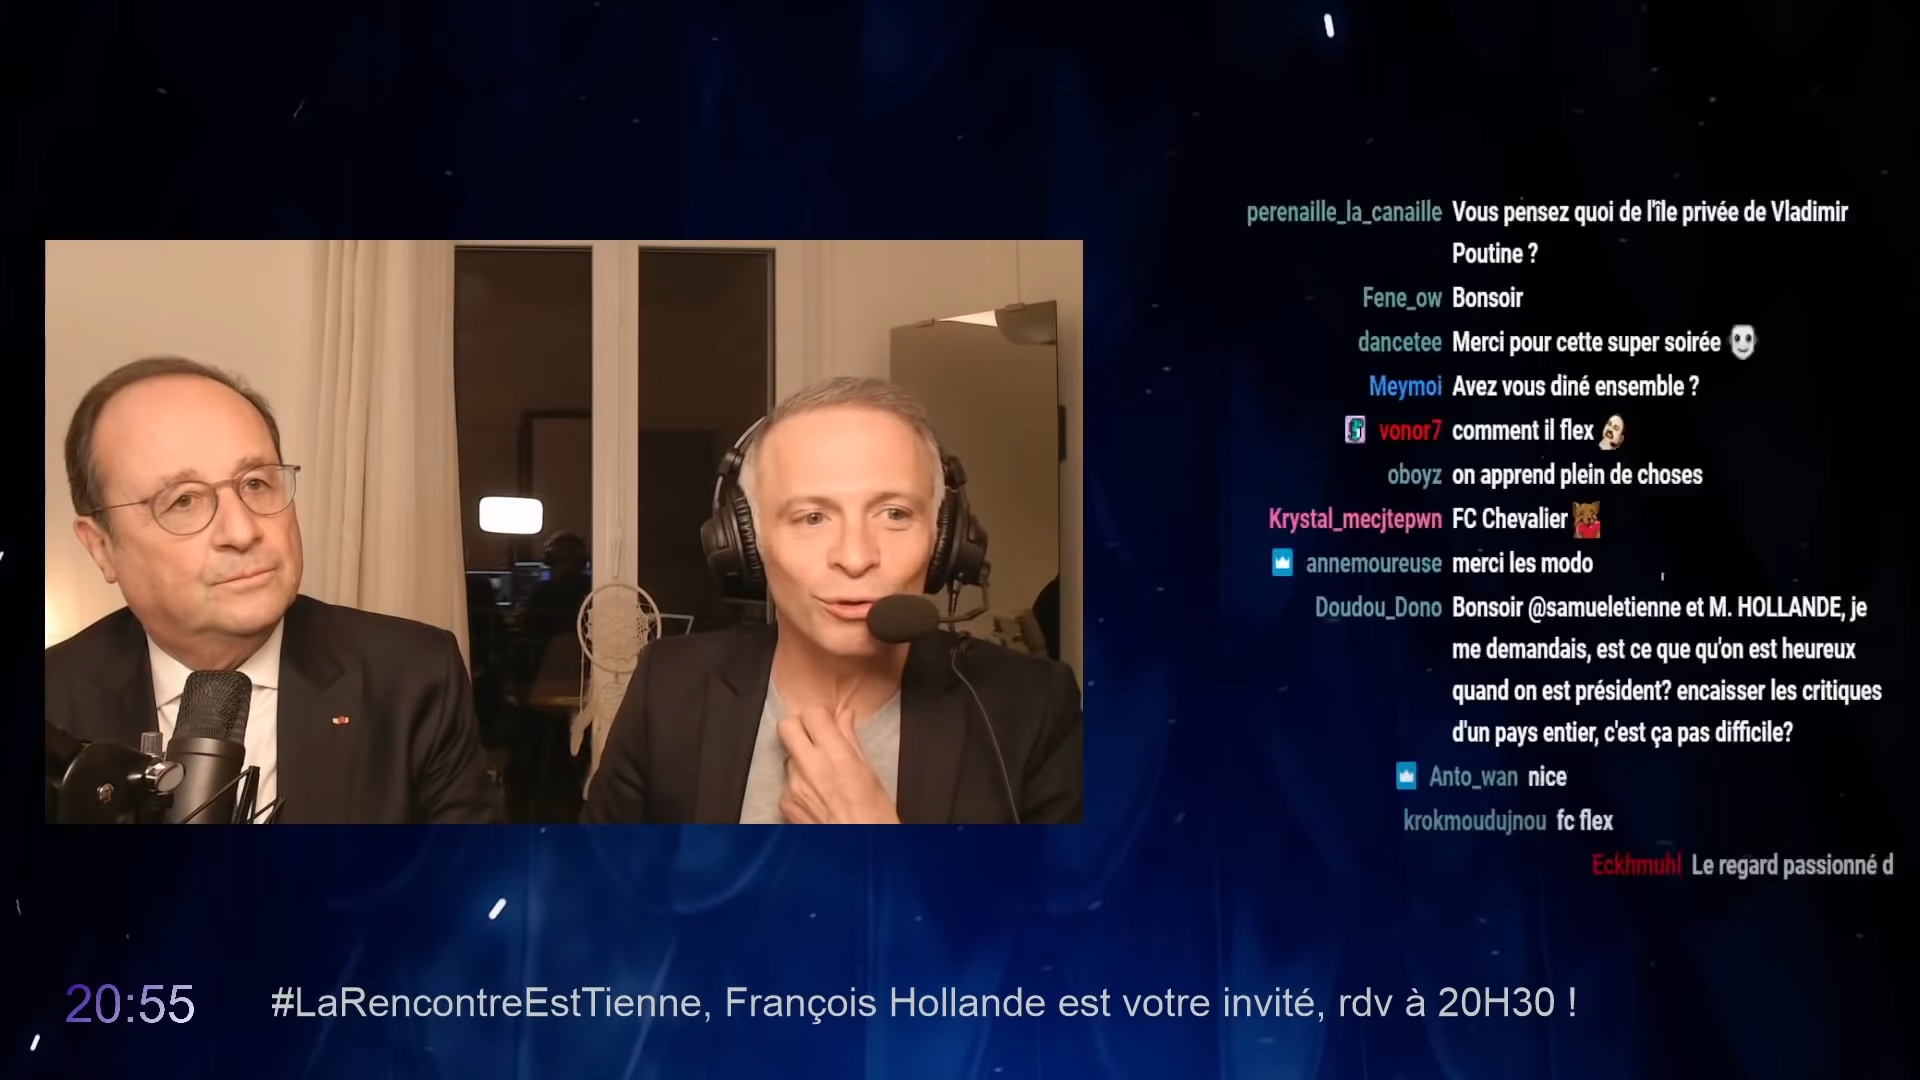 perenaille_la_canaille Vous pensez quoi de l'île privée de Vladimir
Poutine ?
Fene_ow Bonsoir
dancetee Merci pour cette super soirée
Meymoi Avez vous diné ensemble ?
vonor7 comment il flex
oboyz on apprend plein de choses
Krystal_mecjtepwn FC Chevalier
annemoureuse merci les modo
Doudou_Dono Bonsoir @samueletienne et M. HOLLANDE, je
me demandais, est ce que qu'on est heureux
quand on est président? encaisser les critiques
d'un pays entier, c'est ça pas difficile?
Anto_wan nice
krokmoudujnou fc flex
Eckhmuhl Le regard passionné d
20:55 #LaRencontreEstTienne, François Hollande est votre invité, rdv à 20H30 !